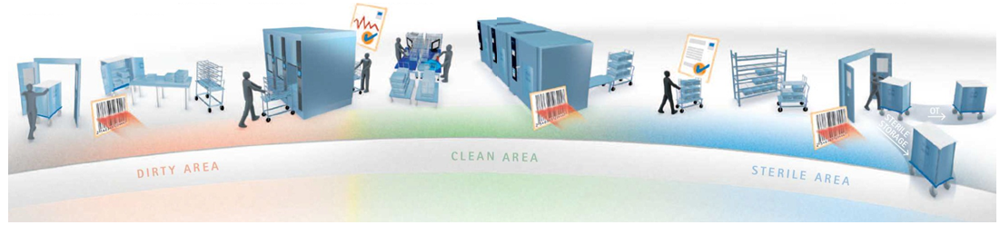 DIRTY AREA
CLEAN AREA
STERILE AREA
STERILE
STORAGE
OT